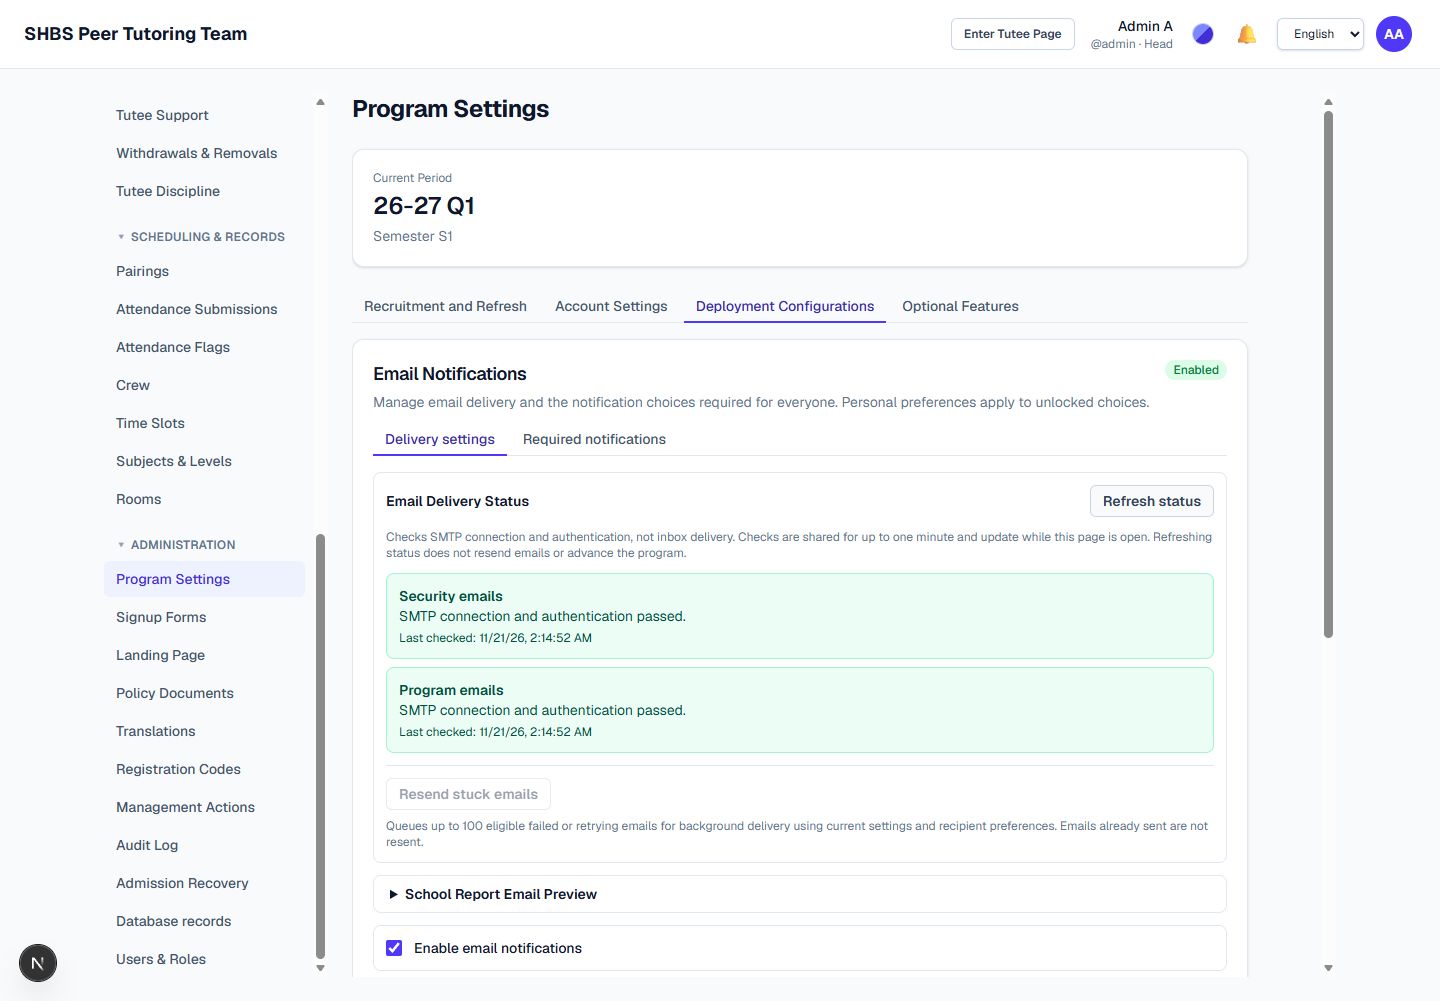 SHBS Peer Tutoring Team
Enter Tutee Page
Admin A
@admin · Head
English
AA
Tutee Support
Withdrawals & Removals
Tutee Discipline
SCHEDULING & RECORDS
Pairings
Attendance Submissions
Attendance Flags
Crew
Time Slots
Subjects & Levels
Rooms
ADMINISTRATION
Program Settings
Signup Forms
Landing Page
Policy Documents
Translations
Registration Codes
Management Actions
Audit Log
Admission Recovery
Database records
Users & Roles
N
Program Settings
Current Period
26-27 Q1
Semester S1
Recruitment and Refresh
Account Settings
Deployment Configurations
Optional Features
Email Notifications
Enabled
Manage email delivery and the notification choices required for everyone. Personal preferences apply to unlocked choices.
Delivery settings
Required notifications
Email Delivery Status
Refresh status
Checks SMTP connection and authentication, not inbox delivery. Checks are shared for up to one minute and update while this page is open. Refreshing
status does not resend emails or advance the program.
Security emails
SMTP connection and authentication passed.
Last checked: 11/21/26, 2:14:52 AM
Program emails
SMTP connection and authentication passed.
Last checked: 11/21/26, 2:14:52 AM
Resend stuck emails
Queues up to 100 eligible failed or retrying emails for background delivery using current settings and recipient preferences. Emails already sent are not
resent.
School Report Email Preview
Enable email notifications